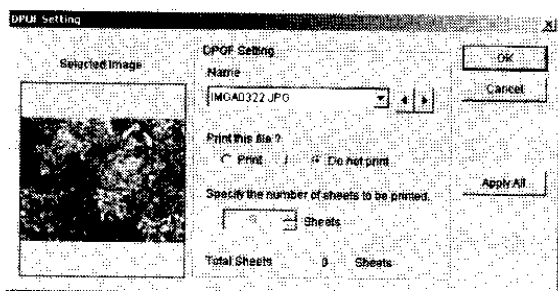 DPOF Setting
Selected Image
DPOF Setting
Name
IMGA0322.JPG
Print this file ?
Print
Do not print
Specify the number of sheets to be printed.
Sheets
Total Sheets 0 Sheets
OK
Cancel
Apply All